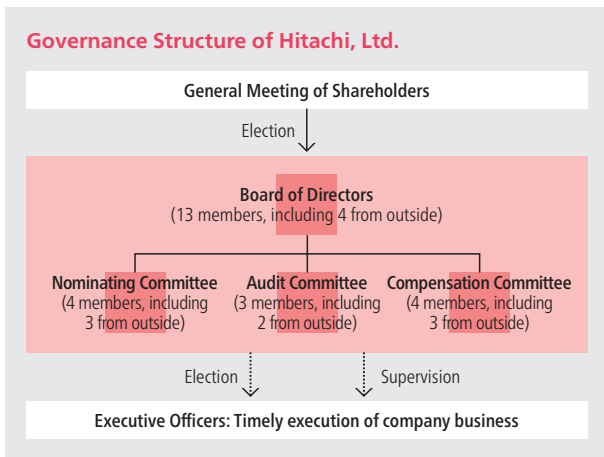 Governance Structure of Hitachi, Ltd.
General Meeting of Shareholders
Election
Board of Directors
(13 members, including 4 from outside)
Nominating Committee
(4 members, including
3 from outside)
Audit Committee
(3 members, including
2 from outside)
Compensation Committee
(4 members, including
3 from outside)
Election
Supervision
Executive Officers: Timely execution of company business